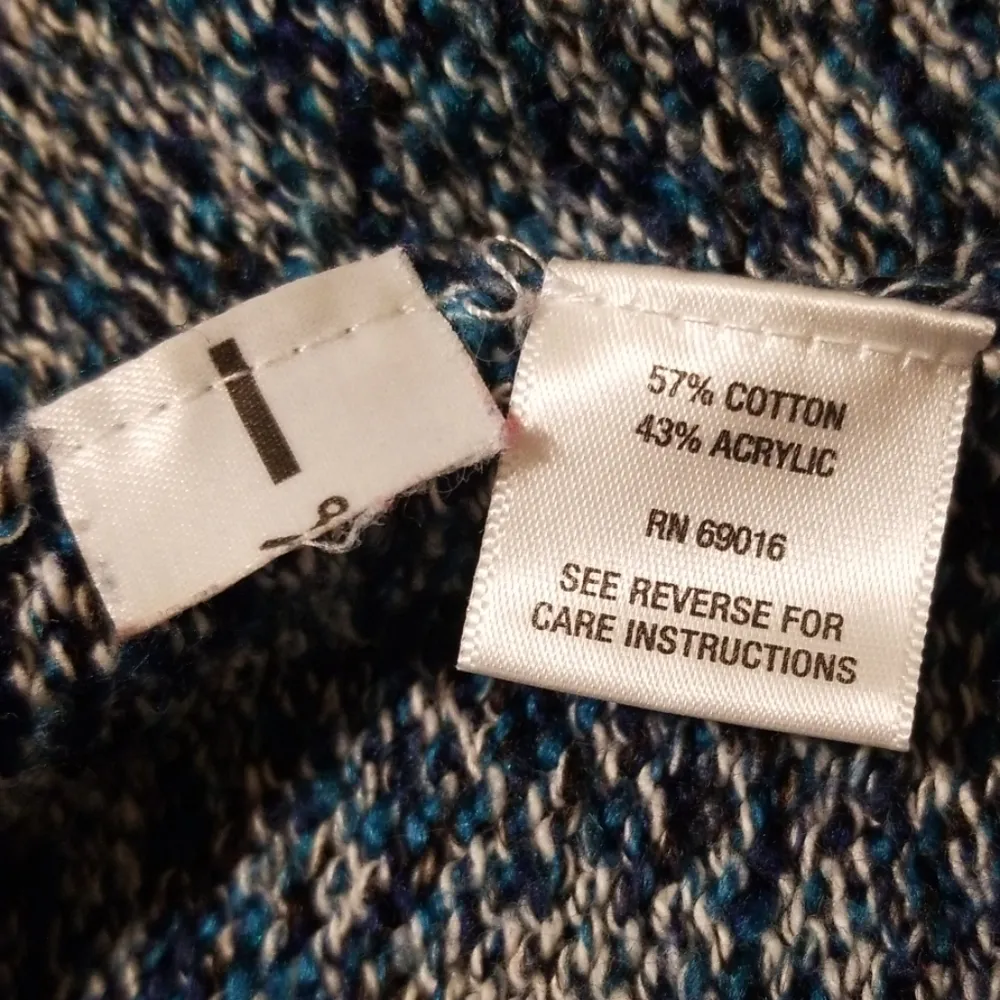 57% COTTON
43% ACRYLIC
RN 69016
SEE REVERSE FOR
CARE INSTRUCTIONS